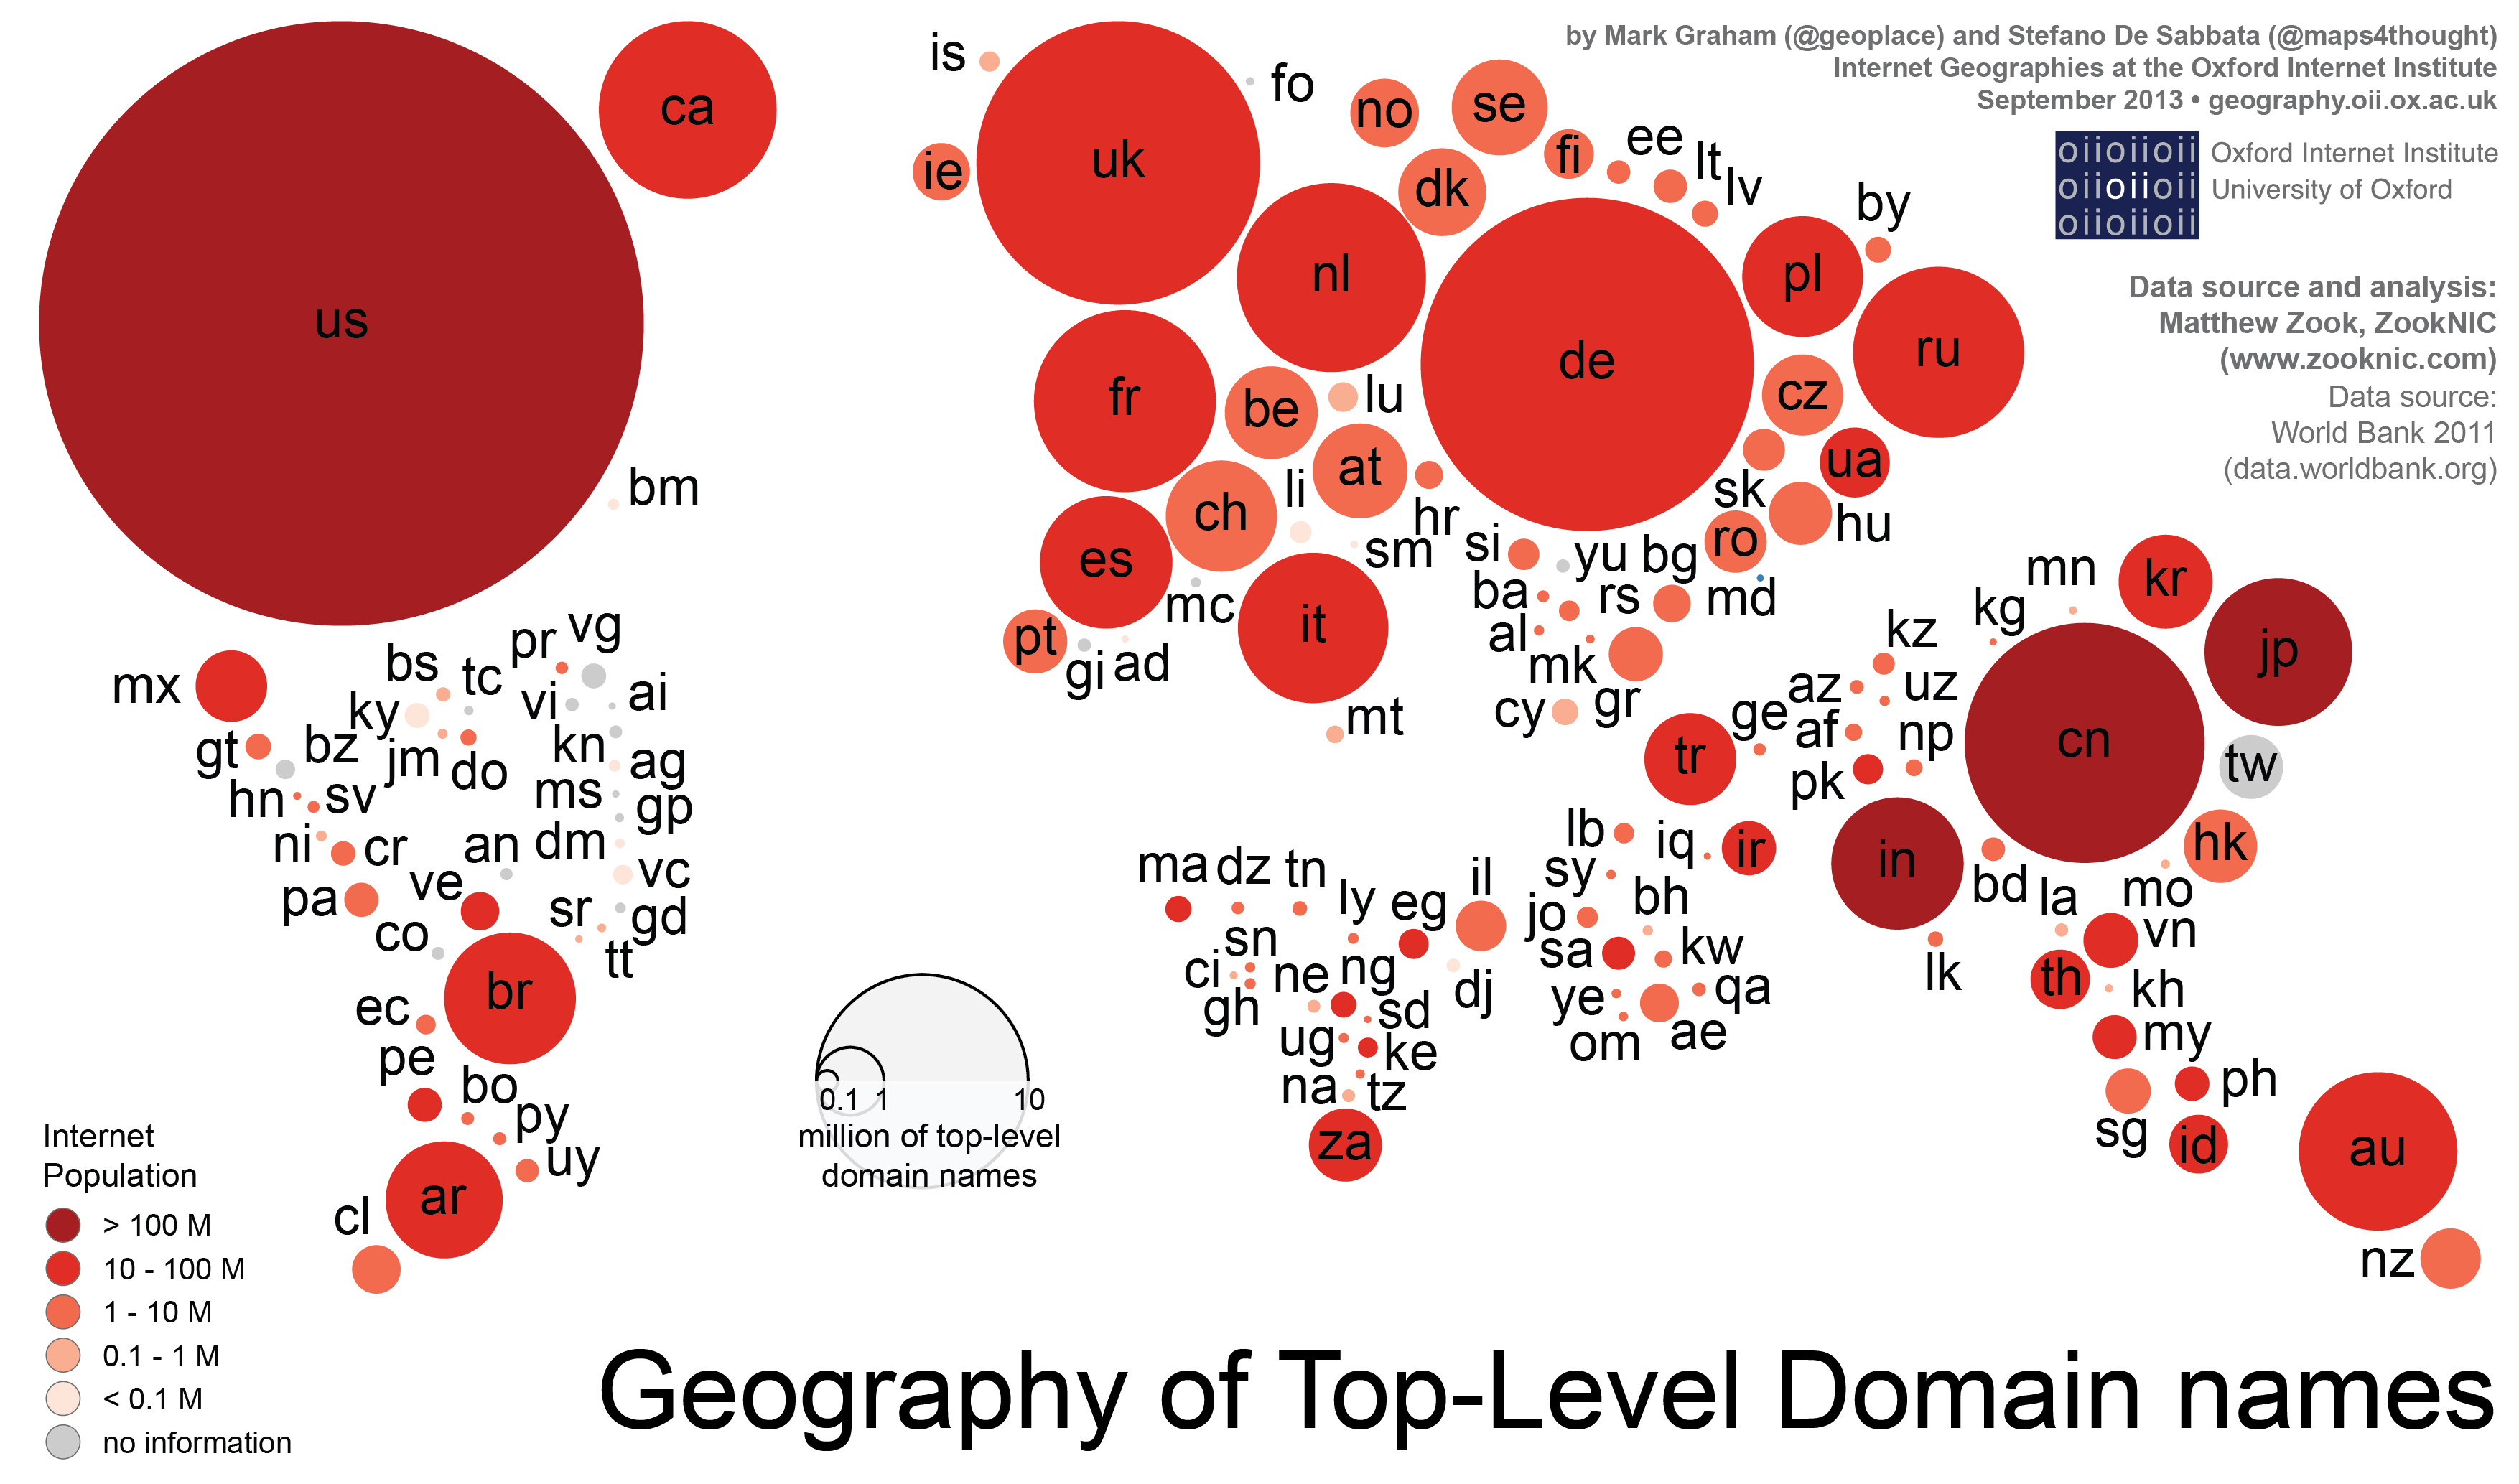 by Mark Graham (@geoplace) and Stefano De Sabbata (@maps4thought)
Internet Geographies at the Oxford Internet Institute
September 2013 • geography.oii.ox.ac.uk
oiioiioii
oiioiioii
oiioiioii
Oxford Internet Institute
University of Oxford
Data source and analysis:
Matthew Zook, ZookNIC
(www.zooknic.com)
Data source:
World Bank 2011
(data.worldbank.org)
us
ca
bm
is
uk
fo
ie
no
se
fi
ee
lt
lv
dk
by
nl
de
pl
ru
fr
be
lu
cz
at
li
hr
sk
ua
hu
ch
es
sm
si
yu
bg
ro
md
mc
it
ba
rs
al
mk
gr
pt
gi
ad
mt
cy
mn
kr
kg
jp
kz
az
uz
ge
af
np
cn
tr
pk
tw
in
hk
mx
bs
tc
pr
vg
ky
vi
ai
gt
bz
jm
do
kn
ag
hn
sv
ms
gp
ni
cr
an
dm
pa
ve
vc
co
sr
gd
tt
br
ec
pe
bo
py
uy
ar
cl
lb
iq
ir
sy
bh
jo
sa
kw
ye
qa
om
ae
ma
dz
tn
ly
eg
il
sn
ci
ne
ng
dj
gh
sd
ug
ke
na
tz
za
bd
la
mo
lk
vn
th
kh
my
ph
sg
id
au
nz
0.1
1
10
million of top-level
domain names
Internet
Population
> 100 M
10 - 100 M
1 - 10 M
0.1 - 1 M
< 0.1 M
no information
Geography of Top-Level Domain names